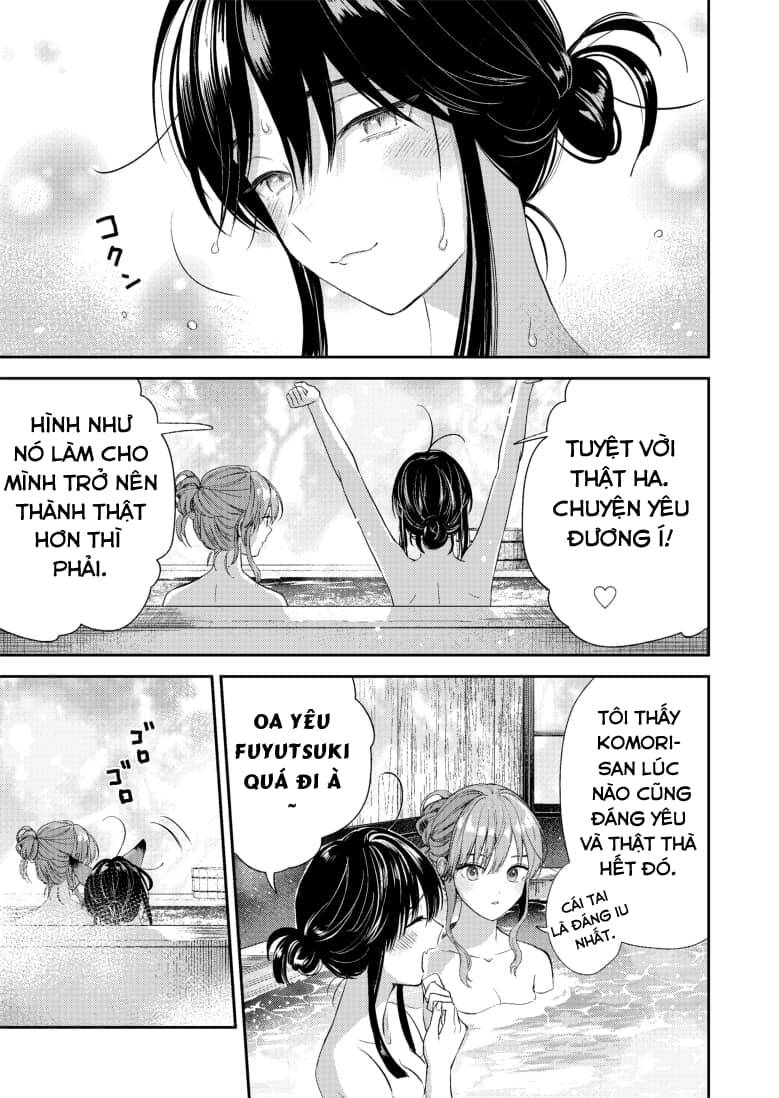 コクン
TUYỆT VỜI
THẬT HA.
CHUYỆN YÊU
ĐƯƠNG Í!
♡
HÌNH NHƯ
NÓ LÀM CHO
MÌNH TRỞ NÊN
THÀNH THẬT
HƠN THÌ
PHẢI.
TÔI THẤY
KOMORI-
SAN LÚC
NÀO CŨNG
ĐÁNG YÊU
VÀ THẬT THÀ
HẾT ĐÓ.
CÁI TAI
LÀ ĐÁNG IU
NHẤT.
OA YÊU
FUYUTSUKI
QUÁ ĐI À
~
ゴロ
ゴロ